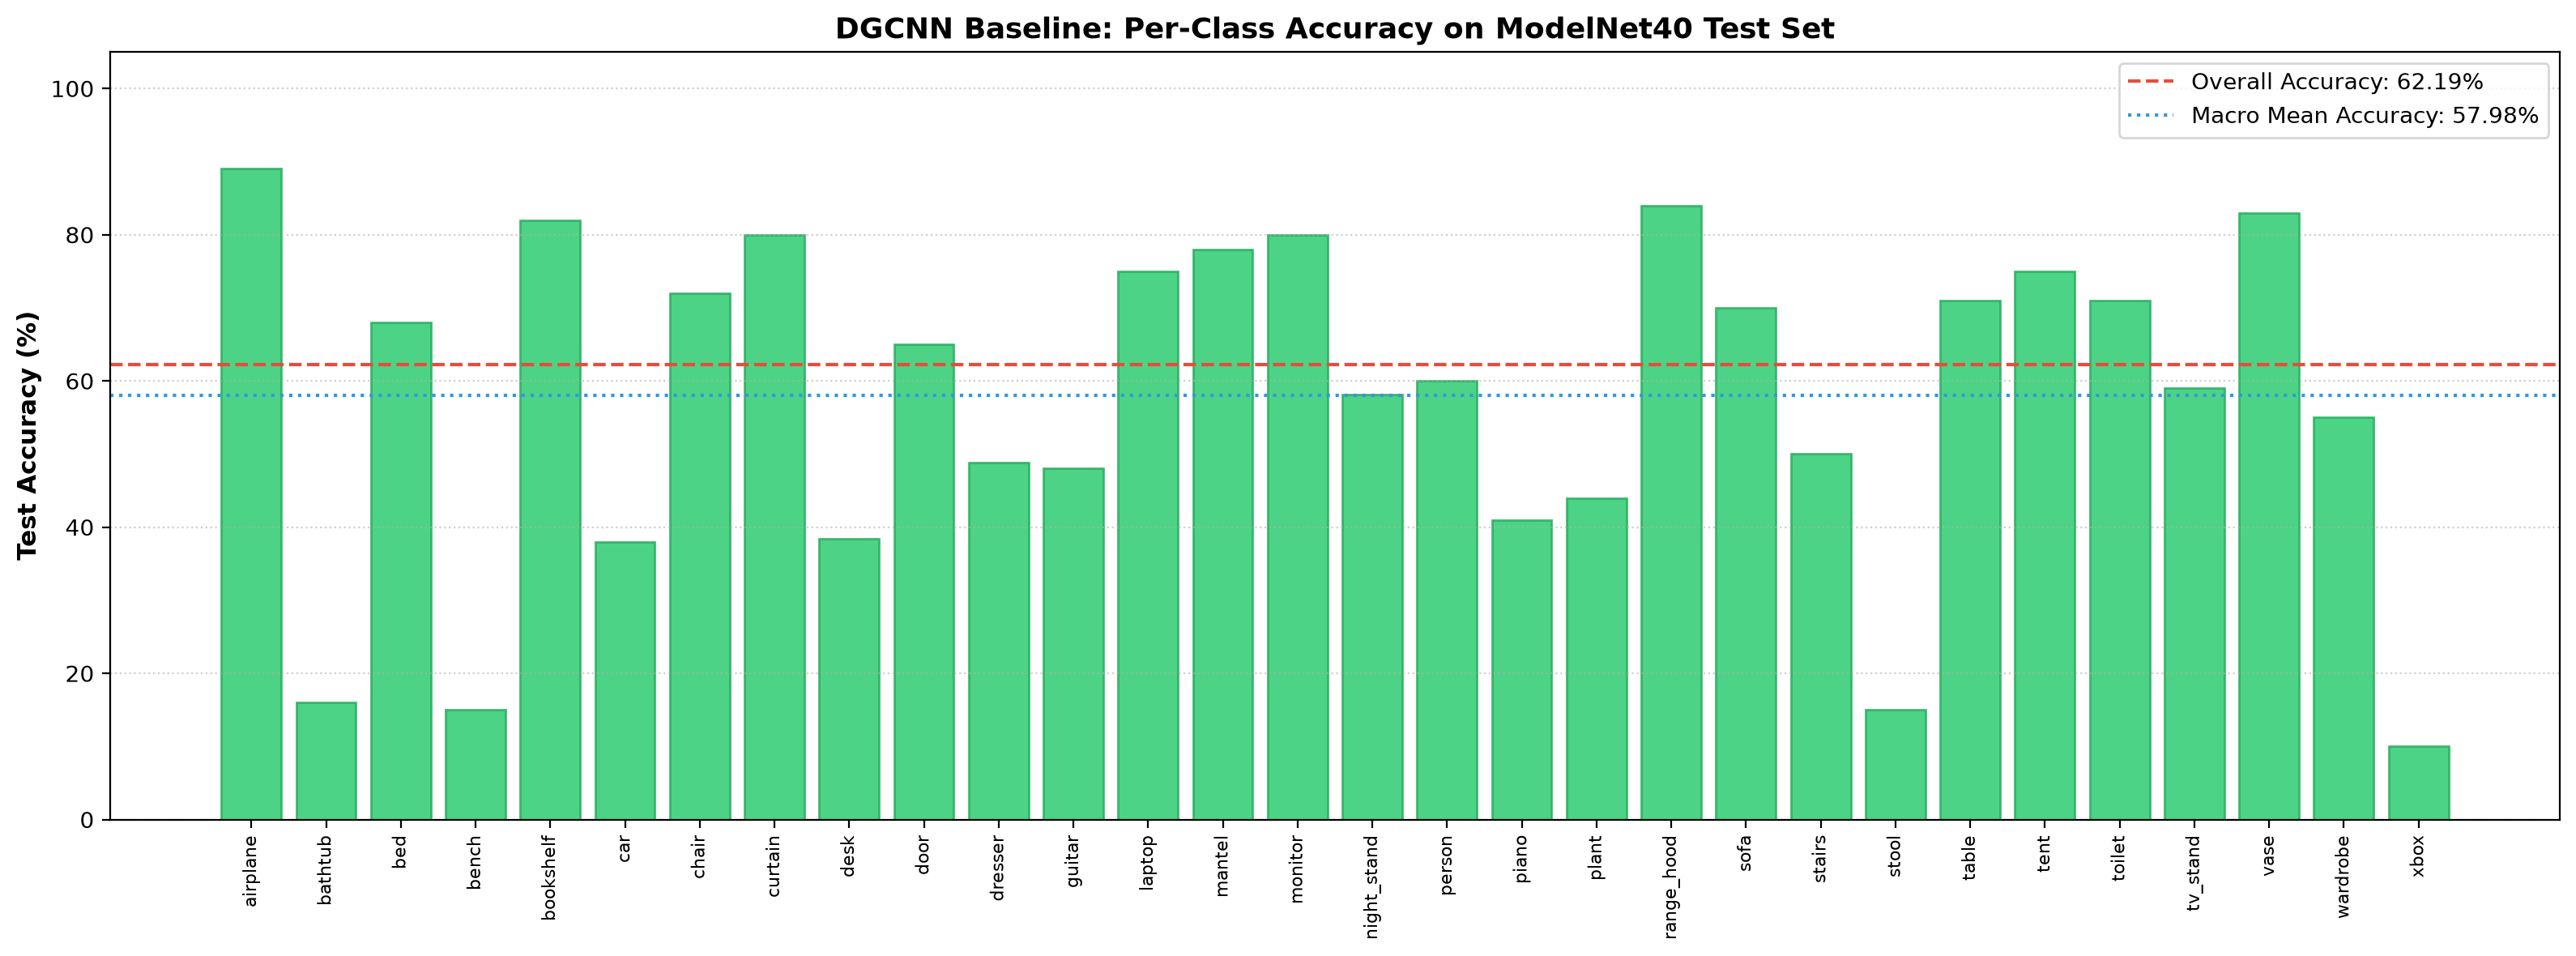 DGCNN Baseline: Per-Class Accuracy on ModelNet40 Test Set
Overall Accuracy: 62.19%
Macro Mean Accuracy: 57.98%
Test Accuracy (%)
100
80
60
40
20
0
airplane
bathtub
bed
bench
bookshelf
car
chair
curtain
desk
door
dresser
guitar
laptop
mantel
monitor
night_stand
person
piano
plant
range_hood
sofa
stairs
stool
table
tent
toilet
tv_stand
vase
wardrobe
xbox